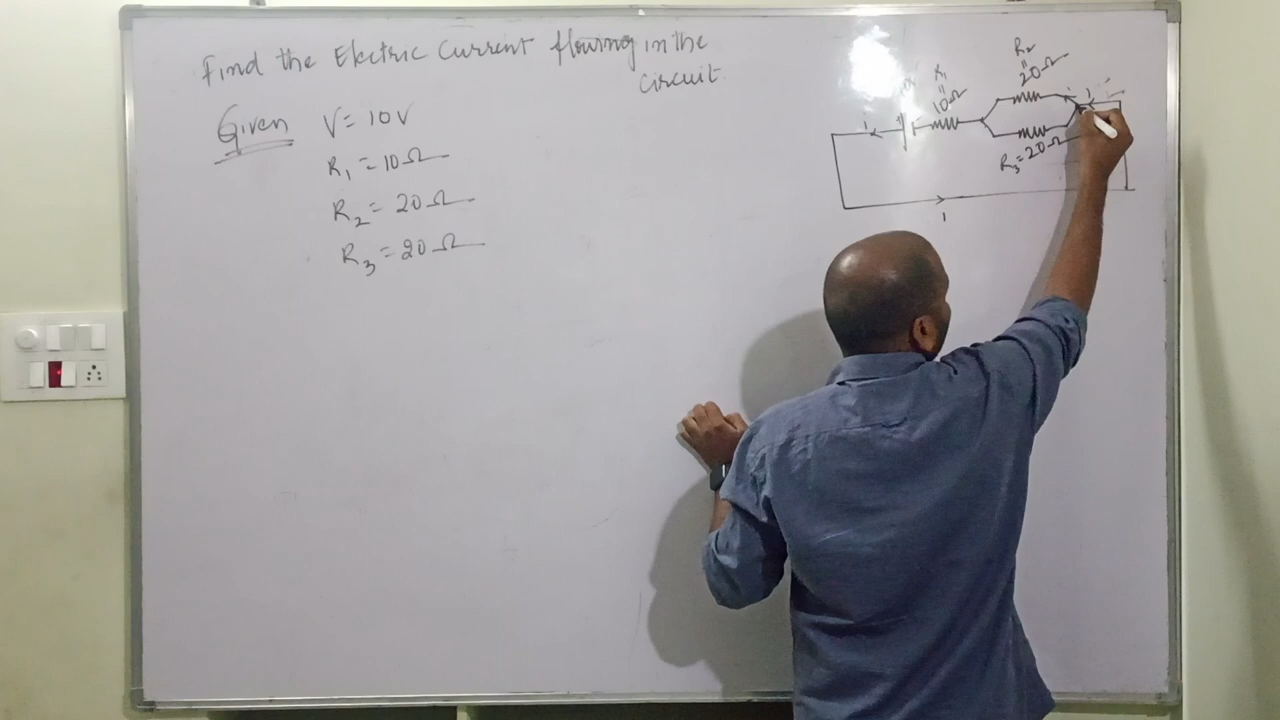 Find the Electric Current flowing in the
circuit.
Given V = 10V
R₁ = 10Ω
R₂ = 20Ω
R₃ = 20Ω
R₁ = 10Ω
R₂ = 20Ω
R₃ = 20Ω